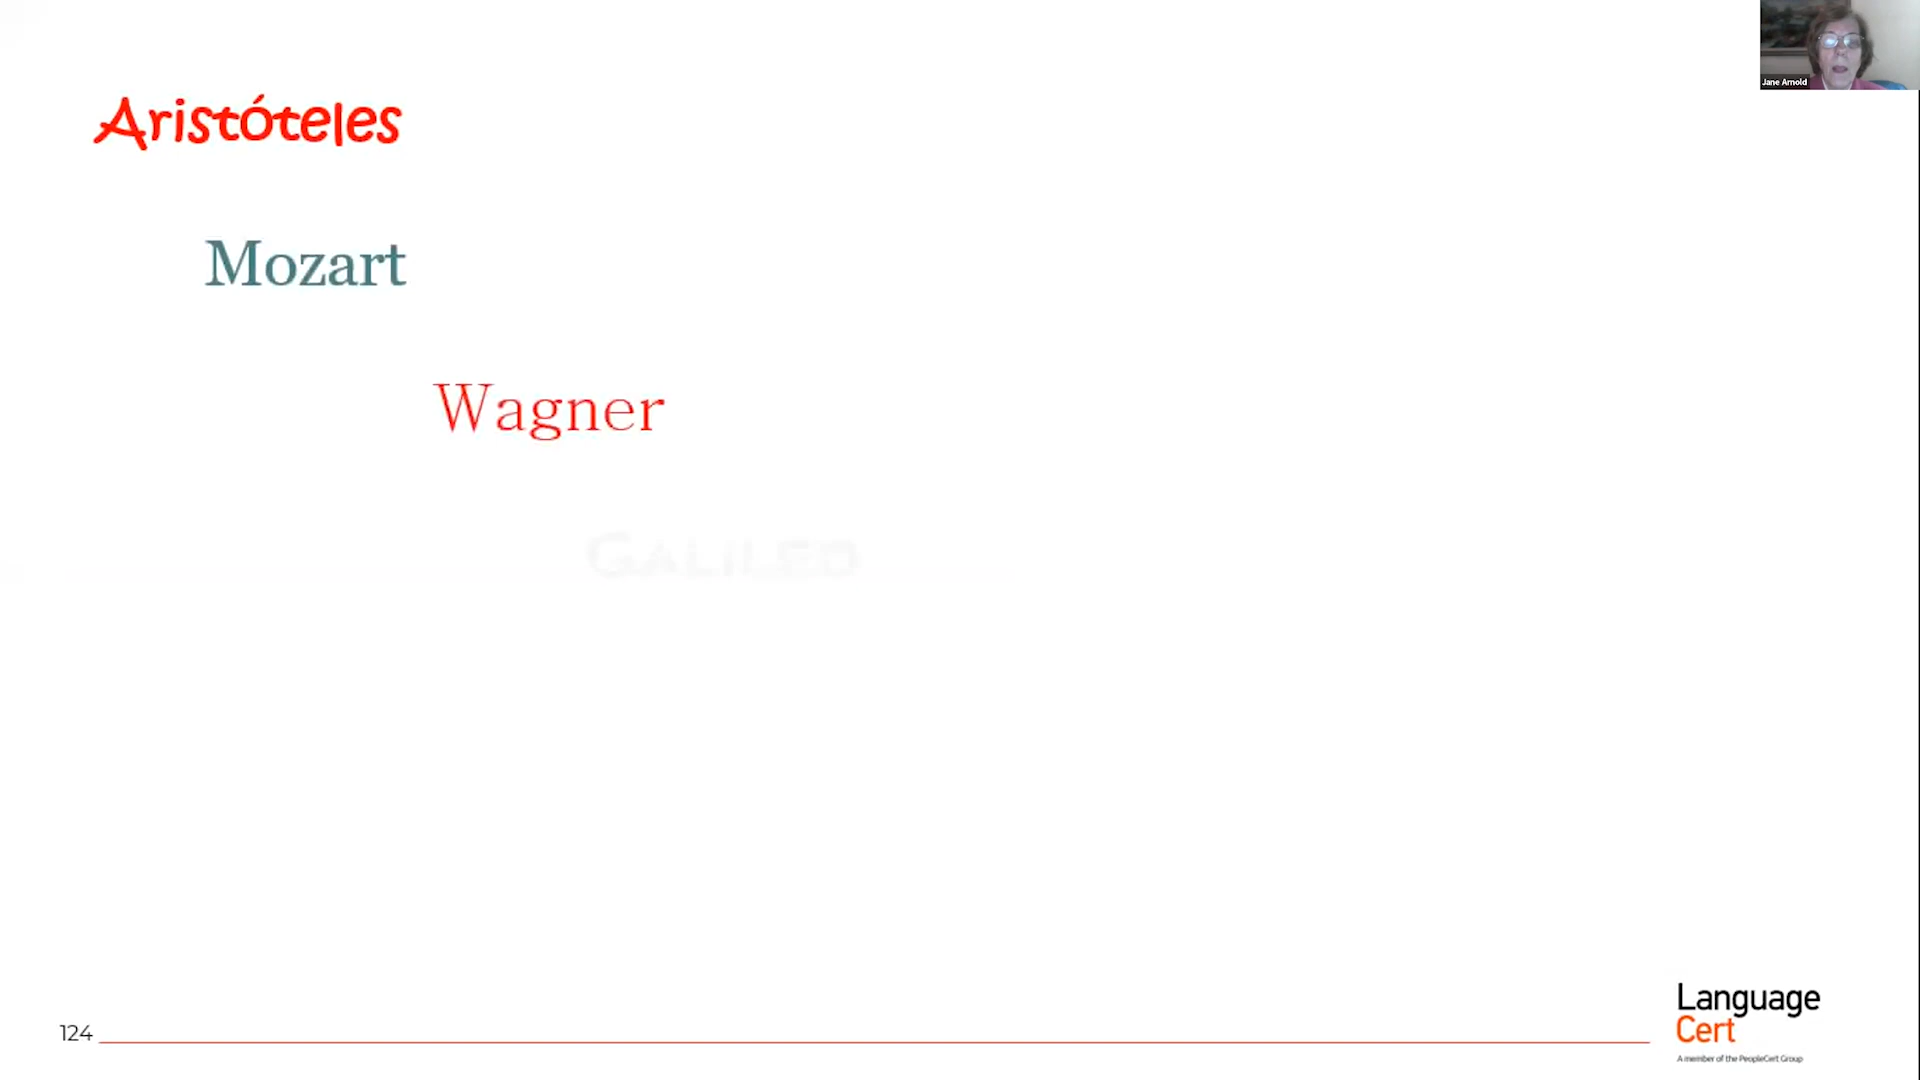 Jane Arnold
Aristóteles
Mozart
Wagner
GALILEO
124
Language
Cert
A member of the PeopleCert Group